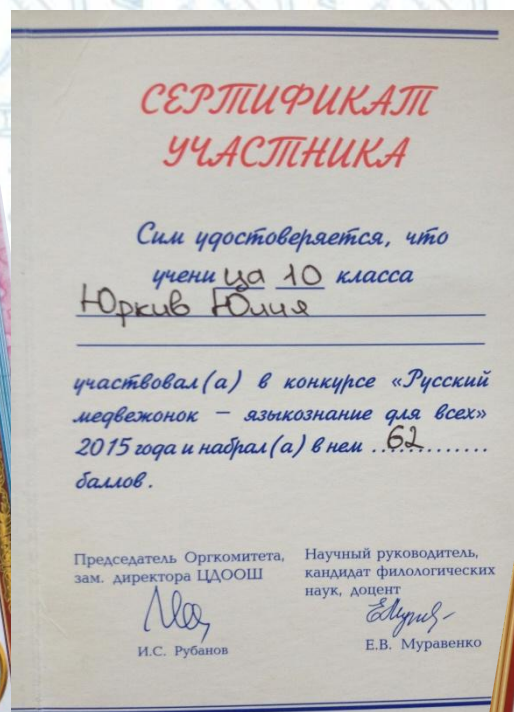 СЕРТИФИКАТ
УЧАСТНИКА
Сим удостоверяется, что
учени ца 10 класса
Юркив Юлия
участвовал(а) в конкурсе «Русский
медвежонок – языкознание для всех»
2015 года и набрал(а) в нем ..62............
баллов.
Председатель Оргкомитета,
зам. директора ЦДООШ
И.С. Рубанов
Научный руководитель,
кандидат филологических
наук, доцент
Е.В. Муравенко